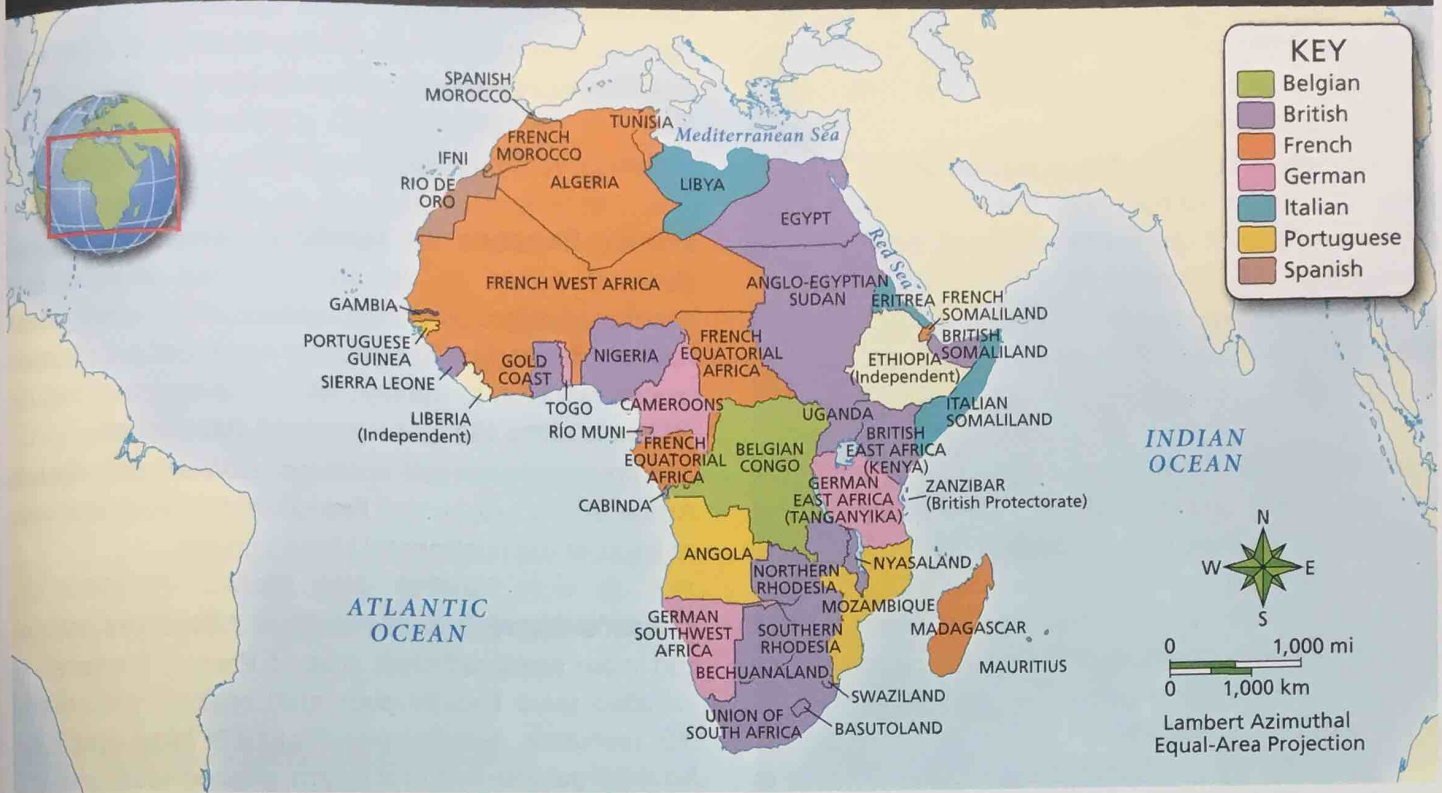 KEY
Belgian
British
French
German
Italian
Portuguese
Spanish
SPANISH
MOROCCO
TUNISIA
Mediterranean Sea
FRENCH
MOROCCO
IFNI
RIO DE
ORO
ALGERIA
LIBYA
EGYPT
Red Sea
FRENCH WEST AFRICA
ANGLO-EGYPTIAN
SUDAN
ERITREA
FRENCH
SOMALILAND
GAMBIA
PORTUGUESE
GUINEA
SIERRA LEONE
LIBERIA
(Independent)
GOLD
COAST
TOGO
NIGERIA
FRENCH
EQUATORIAL
AFRICA
BRITISH
SOMALILAND
ETHIOPIA
(Independent)
ITALIAN
SOMALILAND
CAMEROONS
RÍO MUNI
UGANDA
BRITISH
EAST AFRICA
(KENYA)
FRENCH
EQUATORIAL
AFRICA
BELGIAN
CONGO
CABINDA
GERMAN
EAST AFRICA
(TANGANYIKA)
ZANZIBAR
(British Protectorate)
INDIAN
OCEAN
ANGOLA
NORTHERN
RHODESIA
NYASALAND
MOZAMBIQUE
ATLANTIC
OCEAN
GERMAN
SOUTHWEST
AFRICA
SOUTHERN
RHODESIA
MADAGASCAR
MAURITIUS
BECHUANALAND
SWAZILAND
UNION OF
SOUTH AFRICA
BASUTOLAND
N
W
E
S
0 1,000 mi
0 1,000 km
Lambert Azimuthal
Equal-Area Projection